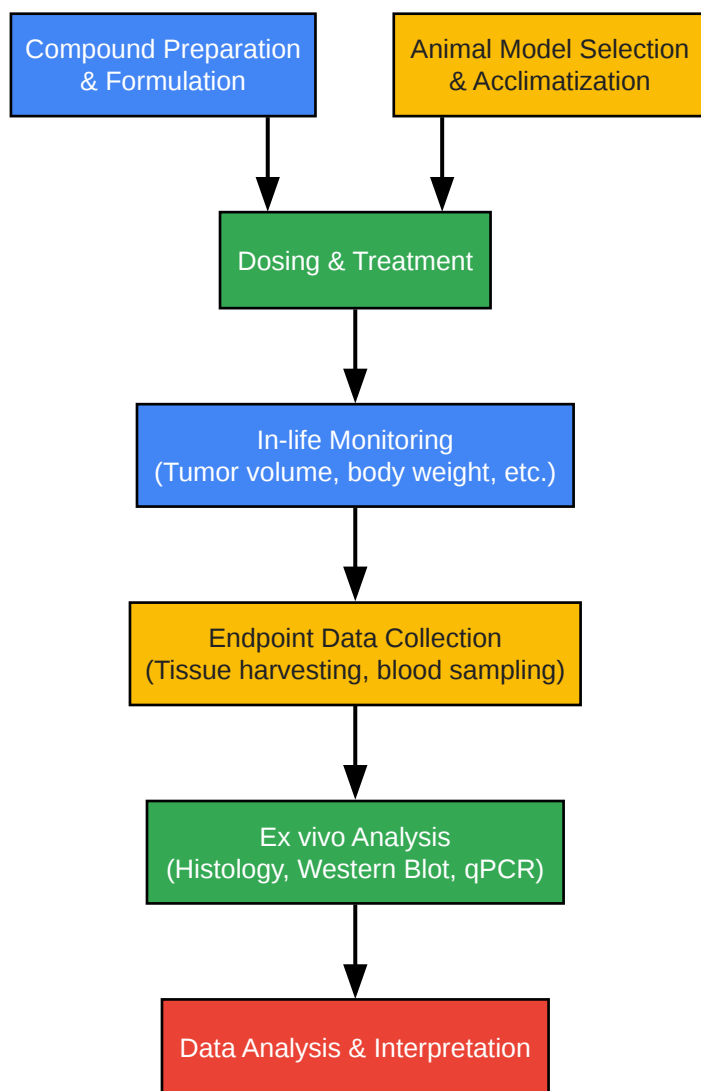 Compound Preparation
& Formulation
Animal Model Selection
& Acclimatization
Dosing & Treatment
In-life Monitoring
(Tumor volume, body weight, etc.)
Endpoint Data Collection
(Tissue harvesting, blood sampling)
Ex vivo Analysis
(Histology, Western Blot, qPCR)
Data Analysis & Interpretation